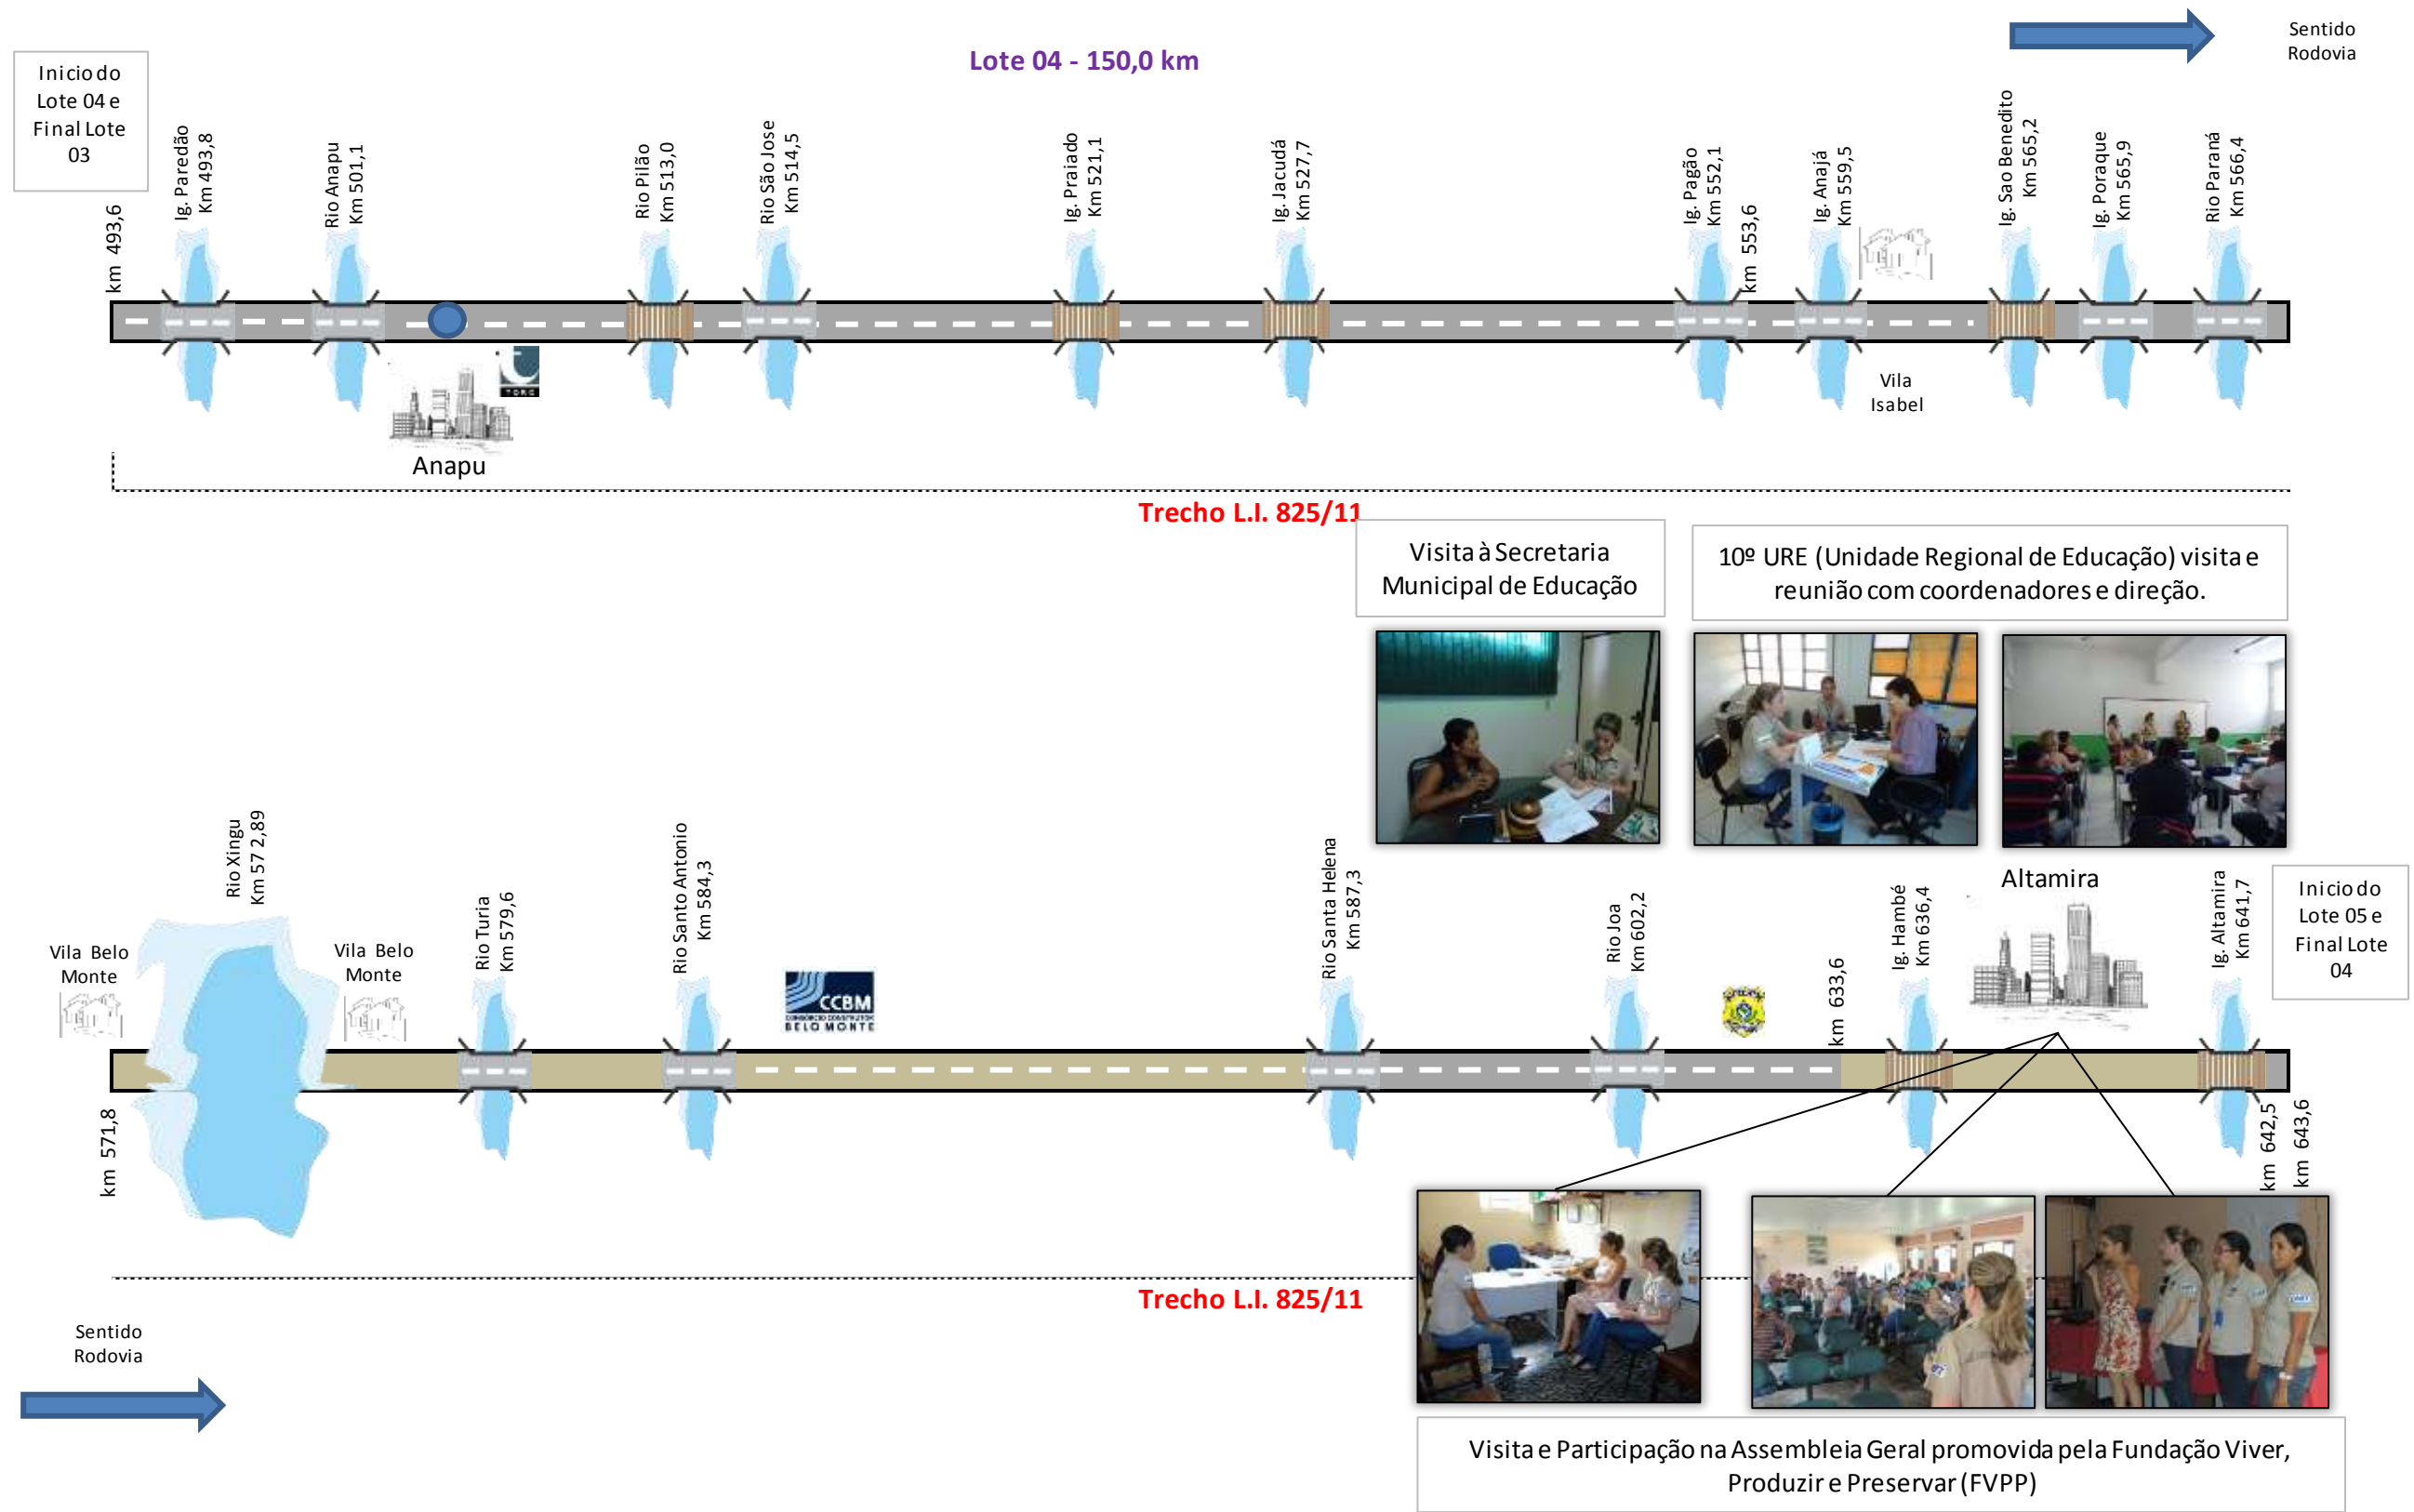 Sentido
Rodovia
Lote 04 - 150,0 km
Inicio do
Lote 04 e
Final Lote
03
km 493,6
Ig. Paredão
Km 493,8
Rio Anapu
Km 501,1
Rio Pilão
Km 513,0
Rio São Jose
Km 514,5
Ig. Praiado
Km 521,1
Ig. Jacudá
Km 527,7
Ig. Pagão
Km 552,1
km 553,6
Ig. Anajá
Km 559,5
Ig. Sao Benedito
Km 565,2
Ig. Poraque
Km 565,9
Rio Paraná
Km 566,4
Vila
Isabel
Anapu
Trecho L.I. 825/11
Visita à Secretaria
Municipal de Educação
10º URE (Unidade Regional de Educação) visita e
reunião com coordenadores e direção.
Vila Belo
Monte
Rio Xingu
Km 57 2,89
Vila Belo
Monte
Rio Turia
Km 579,6
Rio Santo Antonio
Km 584,3
CCBM
CONSÓRCIO CONSTRUTOR
BELO MONTE
Rio Santa Helena
Km 587,3
Rio Joa
Km 602,2
km 633,6
Ig. Hambé
Km 636,4
Altamira
Ig. Altamira
Km 641,7
Inicio do
Lote 05 e
Final Lote
04
km 571,8
km 642,5
km 643,6
Trecho L.I. 825/11
Sentido
Rodovia
Visita e Participação na Assembleia Geral promovida pela Fundação Viver,
Produzir e Preservar (FVPP)